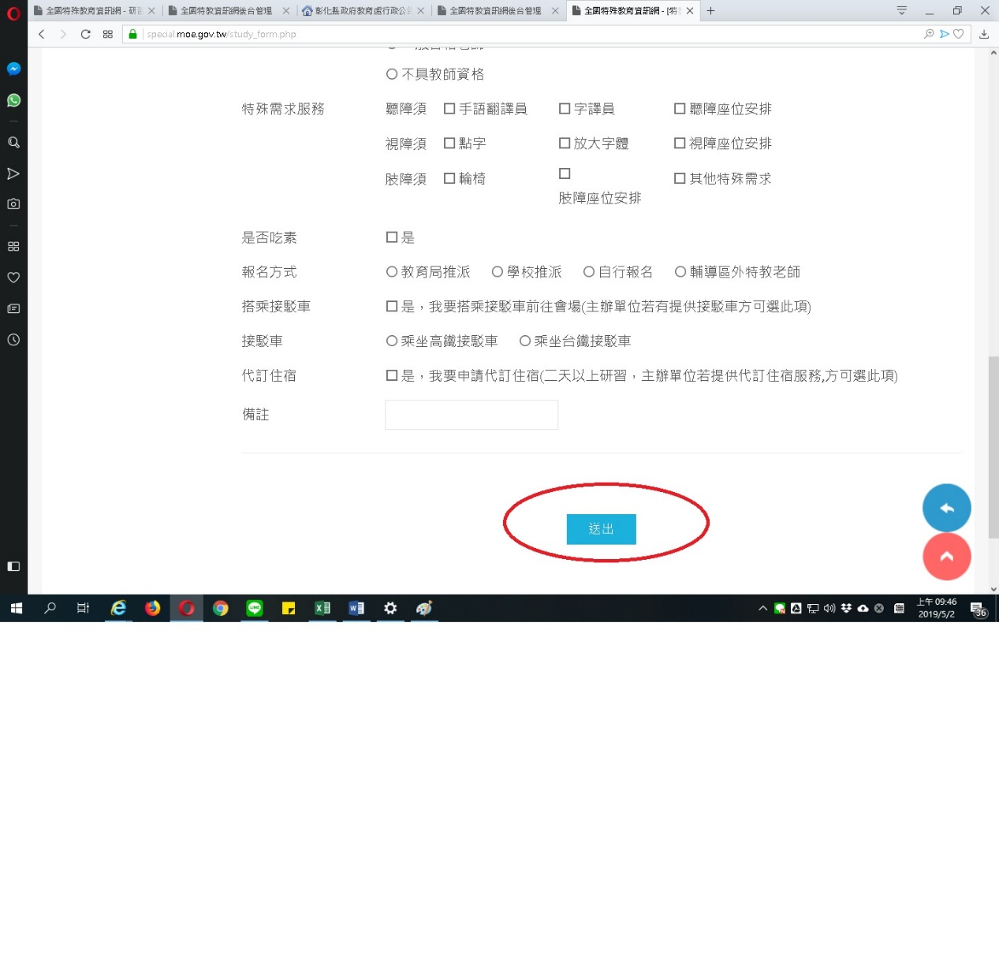 全國特殊教育資訊網 - 研習
全國特教資訊網後台管理
彰化縣政府教育處行政公告
全國特教資訊網後台管理
全國特殊教育資訊網 - [特
special.moe.gov.tw/study_form.php
不具教師資格
特殊需求服務 聽障須 手語翻譯員 字譯員 聽障座位安排
視障須 點字 放大字體 視障座位安排
肢障須 輪椅 肢障座位安排 其他特殊需求
是否吃素 是
報名方式 教育局推派 學校推派 自行報名 輔導區外特教老師
搭乘接駁車 是，我要搭乘接駁車前往會場(主辦單位若有提供接駁車方可選此項)
接駁車 乘坐高鐵接駁車 乘坐台鐵接駁車
代訂住宿 是，我要申請代訂住宿(二天以上研習，主辦單位若提供代訂住宿服務,方可選此項)
備註
送出
上午 09:46
2019/5/2
36